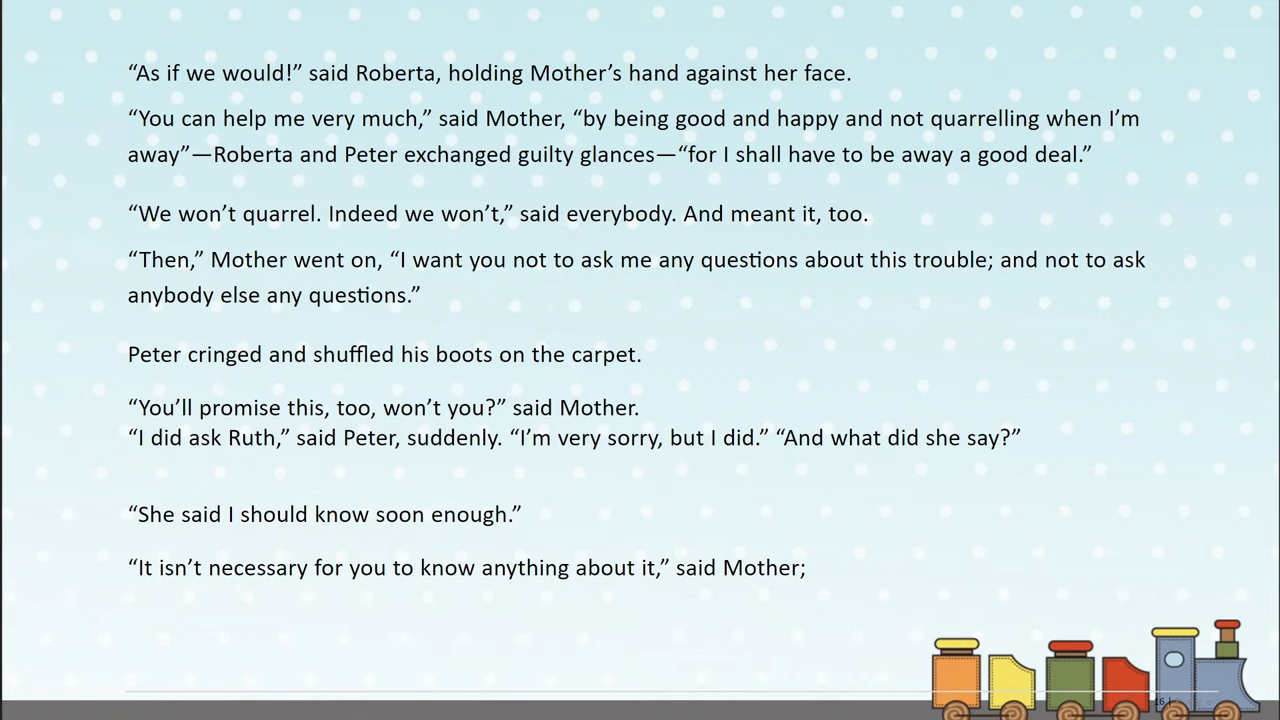 “As if we would!” said Roberta, holding Mother’s hand against her face.
“You can help me very much,” said Mother, “by being good and happy and not quarrelling when I’m
away”—Roberta and Peter exchanged guilty glances—“for I shall have to be away a good deal.”
“We won’t quarrel. Indeed we won’t,” said everybody. And meant it, too.
“Then,” Mother went on, “I want you not to ask me any questions about this trouble; and not to ask
anybody else any questions.”
Peter cringed and shuffled his boots on the carpet.
“You’ll promise this, too, won’t you?” said Mother.
“I did ask Ruth,” said Peter, suddenly. “I’m very sorry, but I did.” “And what did she say?”
“She said I should know soon enough.”
“It isn’t necessary for you to know anything about it,” said Mother;